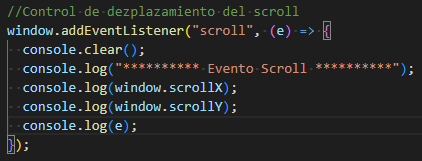 //Control de dezplazamiento del scroll
window.addEventListener("scroll", (e) => {
  console.clear();
  console.log("********** Evento Scroll **********");
  console.log(window.scrollX);
  console.log(window.scrollY);
  console.log(e);
});